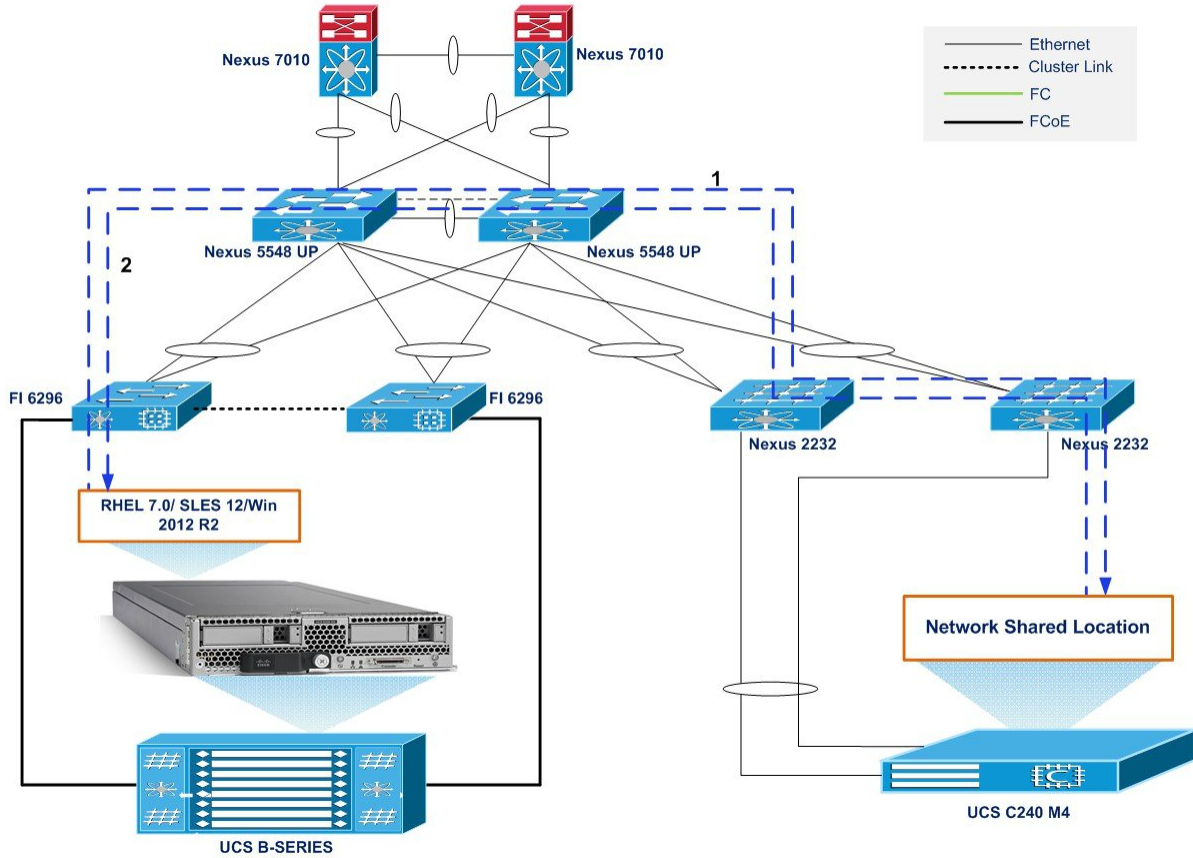 Nexus 7010
Nexus 7010
Ethernet
Cluster Link
FC
FCoE
1
Nexus 5548 UP
Nexus 5548 UP
2
FI 6296
FI 6296
Nexus 2232
Nexus 2232
RHEL 7.0/ SLES 12/Win
2012 R2
Network Shared Location
UCS C240 M4
UCS B-SERIES